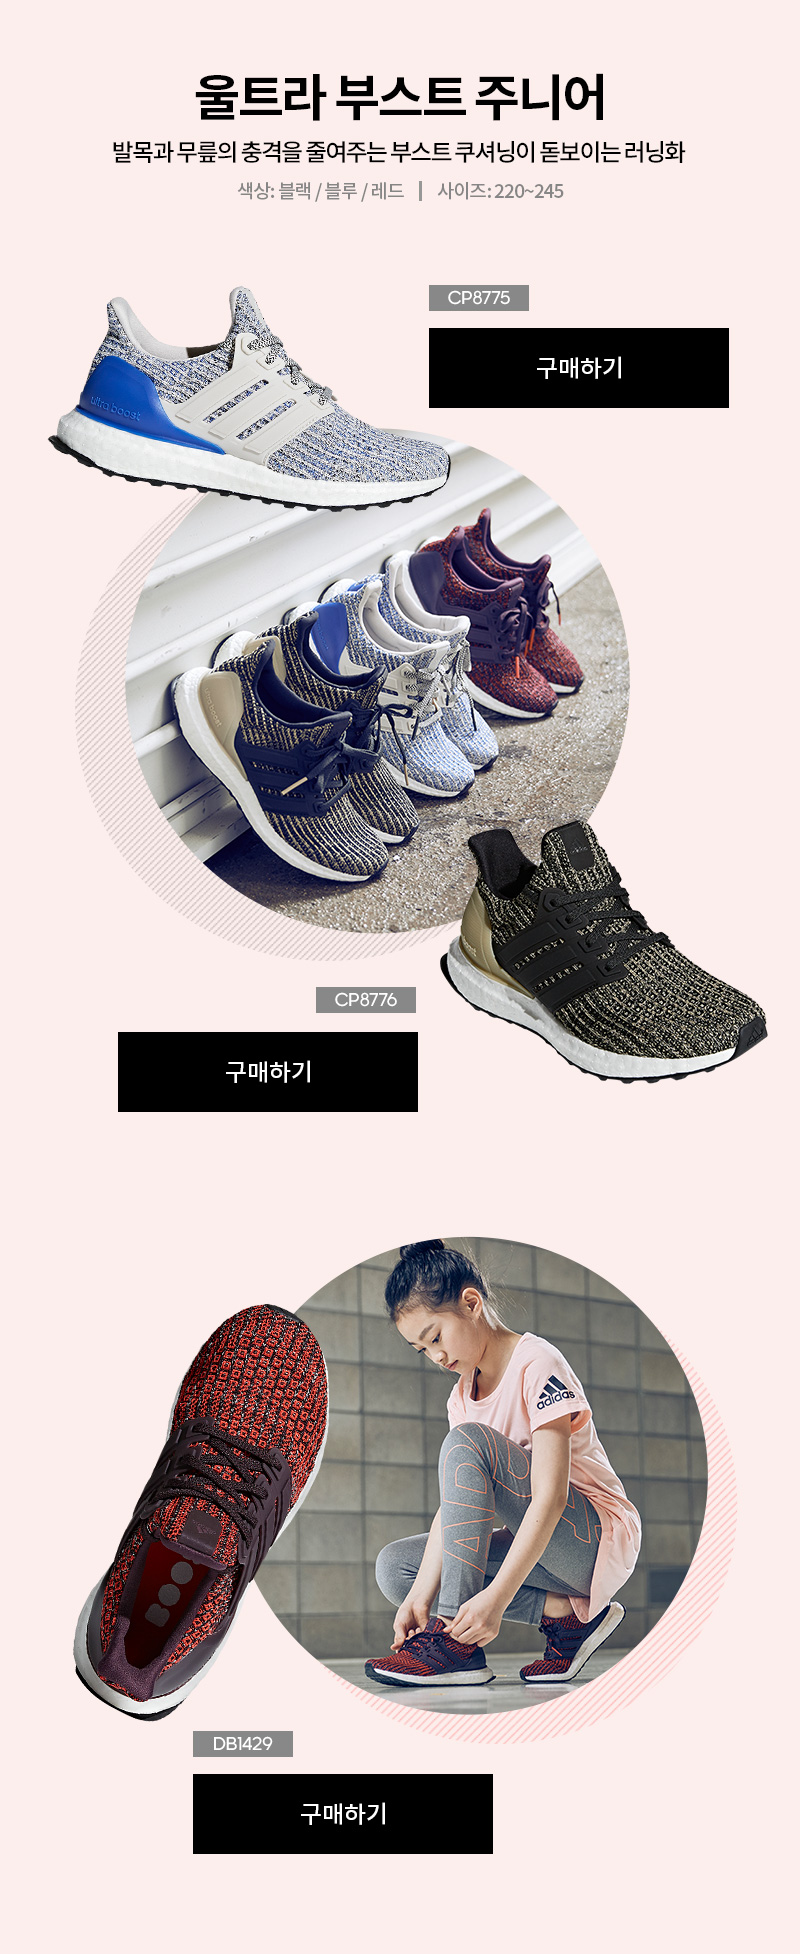 울트라 부스트 주니어
발목과 무릎의 충격을 줄여주는 부스트 쿠셔닝이 돋보이는 러닝화
색상: 블랙 / 블루 / 레드 | 사이즈: 220~245
CP8775
구매하기
ultra boost
CP8776
구매하기
adidas
BOO
DB1429
구매하기